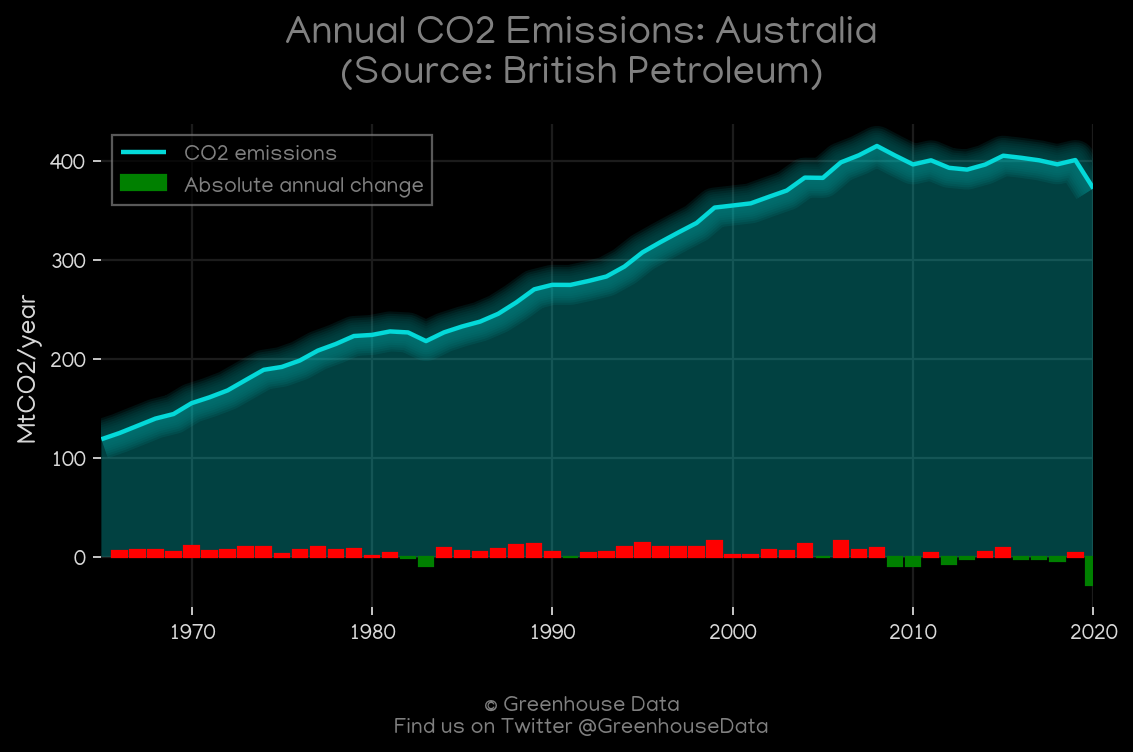 Annual CO2 Emissions: Australia
(Source: British Petroleum)
CO2 emissions
Absolute annual change
MtCO2/year
400
300
200
100
0
1970 1980 1990 2000 2010 2020
© Greenhouse Data
Find us on Twitter @GreenhouseData